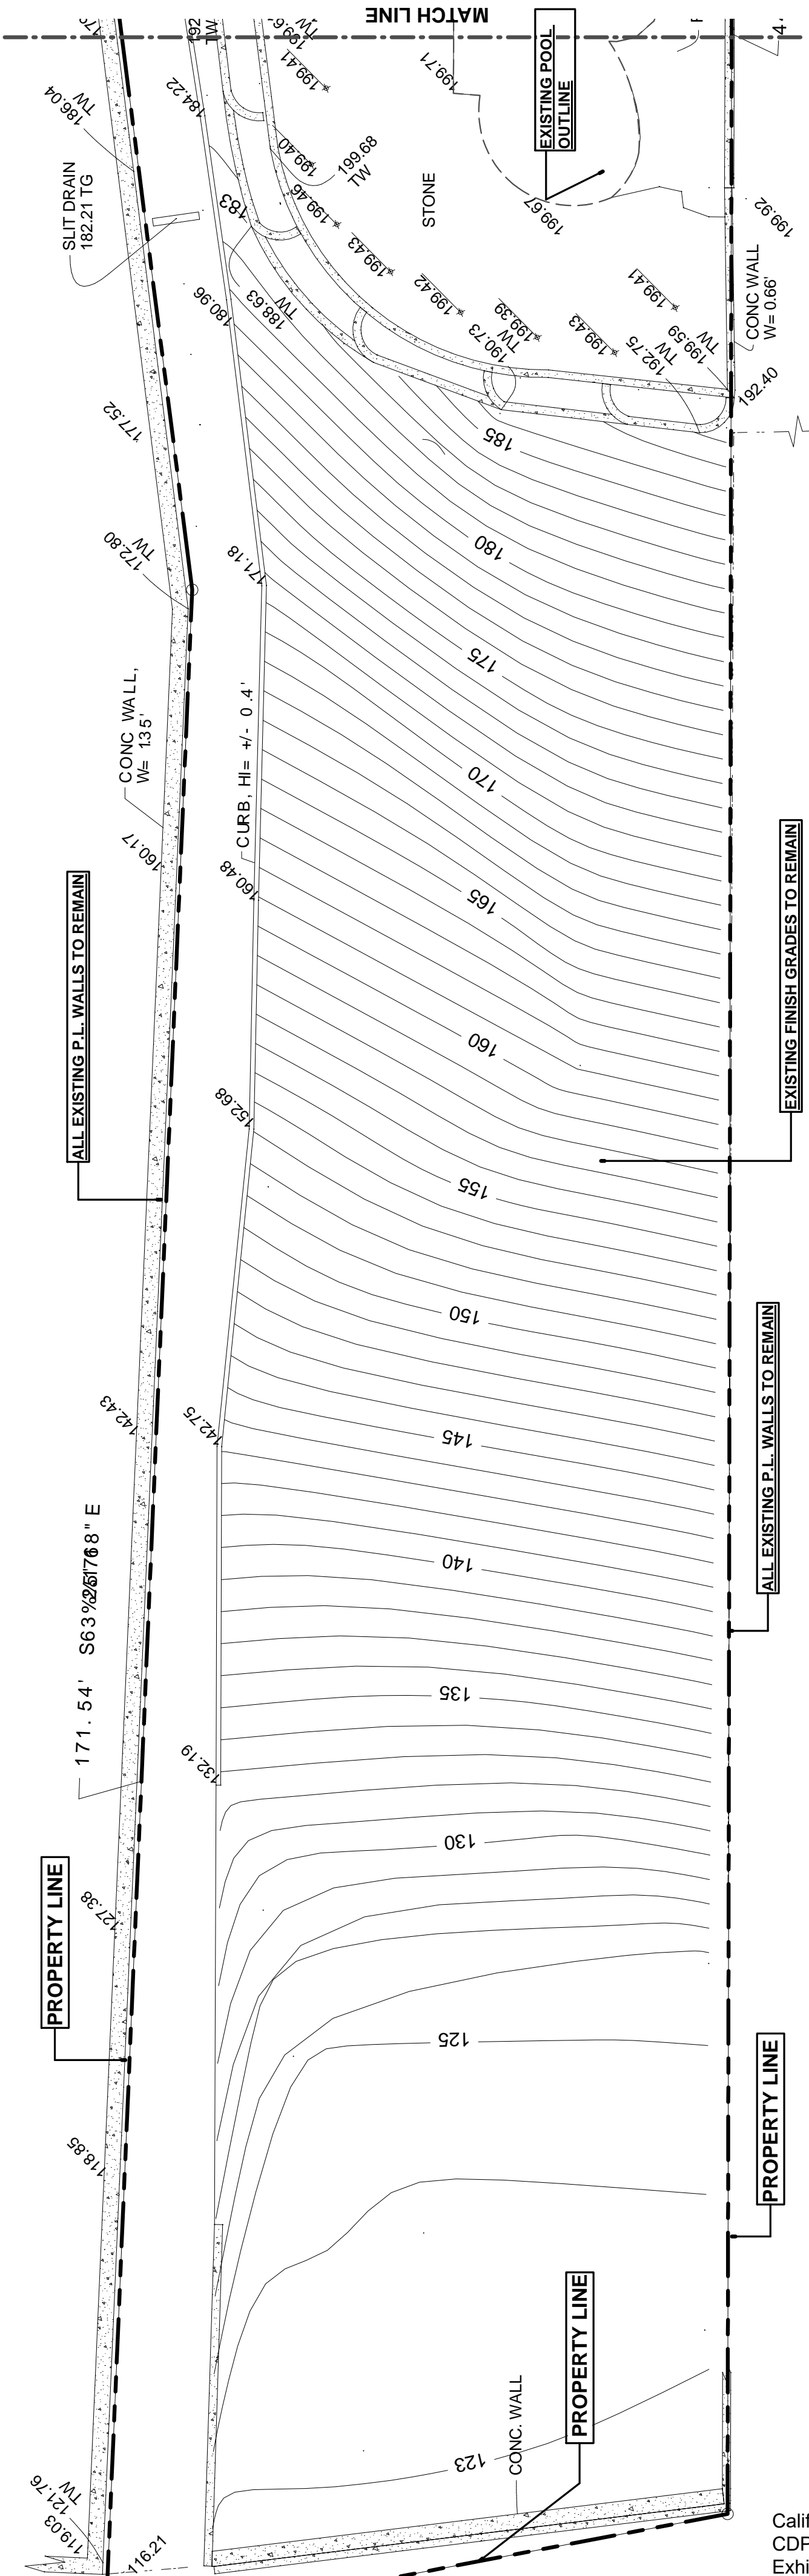 MATCH LINE
192
TW
199.41
199.71
EXISTING POOL
OUTLINE
186.04
TW
184.22
SLIT DRAIN
182.21 TG
199.40
199.68
TW
199.46
STONE
183
199.67
199.92
199.43
180.96
188.63
TW
199.42
199.41
CONC WALL
W= 0.66'
199.39
190.73
TW
199.43
192.75
TW
199.59
TW
192.40
177.52
185
172.80
TW
180
171.18
175
CONC WALL,
W= 1.35'
CURB, HI= +/- 0.4'
170
160.17
160.48
165
ALL EXISTING P.L. WALLS TO REMAIN
EXISTING FINISH GRADES TO REMAIN
160
152.68
155
150
ALL EXISTING P.L. WALLS TO REMAIN
142.43
142.75
145
171.54'
140
135
132.19
130
PROPERTY LINE
127.38
125
PROPERTY LINE
118.85
PROPERTY LINE
CONC. WALL
123
121.76
TW
119.03
116.21